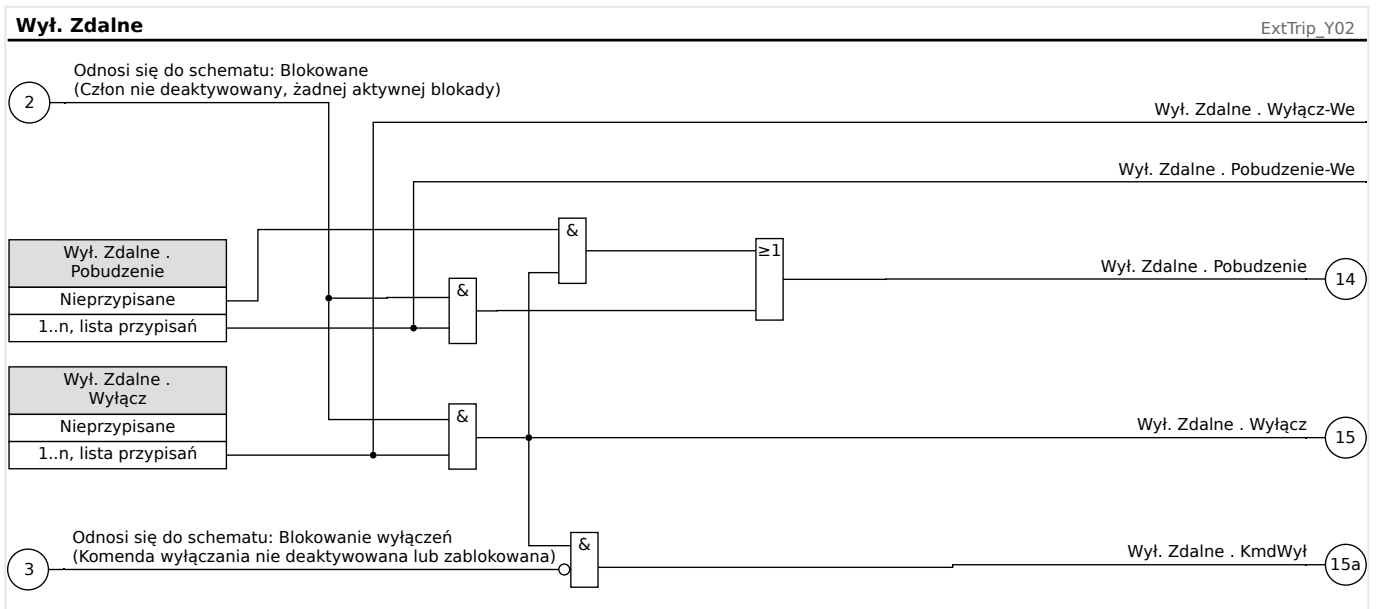 Wył. Zdalne
ExtTrip_Y02
Odnosi się do schematu: Blokowane
(Człon nie deaktywowany, żadnej aktywnej blokady)
2
Wył. Zdalne . Wyłącz-We
Wył. Zdalne . Pobudzenie-We
&
≥1
Wył. Zdalne .
Pobudzenie
Nieprzypisane
1..n, lista przypisań
&
Wył. Zdalne . Pobudzenie
14
Wył. Zdalne .
Wyłącz
Nieprzypisane
1..n, lista przypisań
&
Wył. Zdalne . Wyłącz
15
Odnosi się do schematu: Blokowanie wyłączeń
(Komenda wyłączania nie deaktywowana lub zablokowana)
3
&
Wył. Zdalne . KmdWył
15a